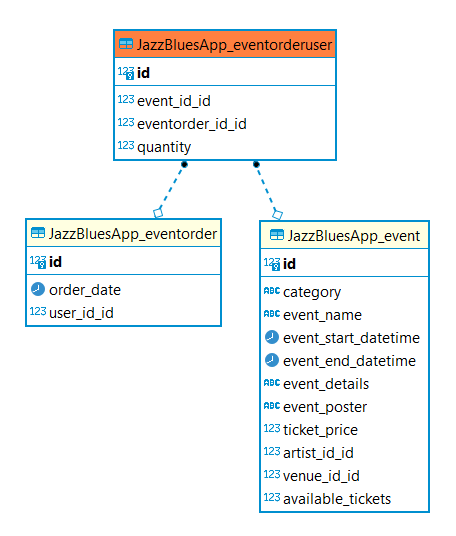 JazzBluesApp_eventorderuser
123 id
123 event_id_id
123 eventorder_id_id
123 quantity
JazzBluesApp_eventorder
123 id
order_date
123 user_id_id
JazzBluesApp_event
123 id
ABC category
ABC event_name
event_start_datetime
event_end_datetime
ABC event_details
ABC event_poster
123 ticket_price
123 artist_id_id
123 venue_id_id
123 available_tickets